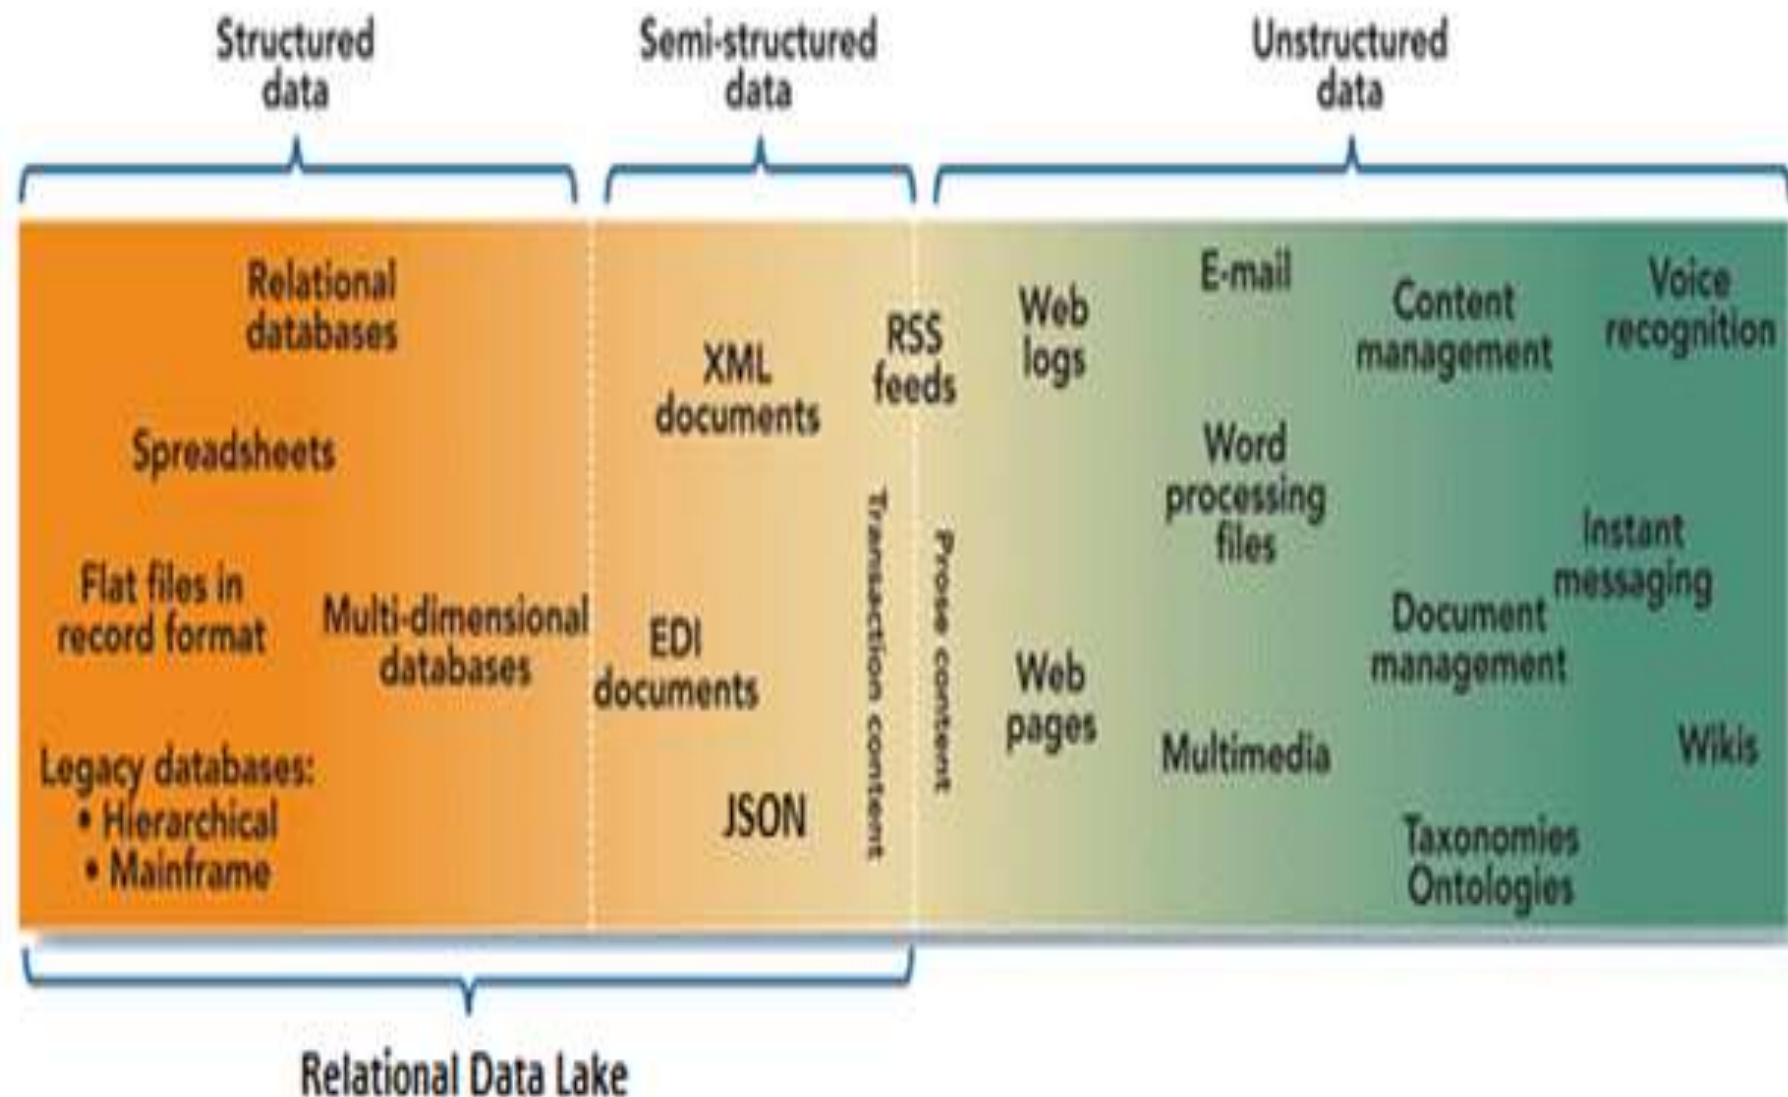 Structured
data
Semi-structured
data
Unstructured
data
Relational
databases
Spreadsheets
Flat files in
record format
Multi-dimensional
databases
Legacy databases:
• Hierarchical
• Mainframe
XML
documents
RSS
feeds
EDI
documents
JSON
Transaction content
Prose content
Web
logs
Web
pages
E-mail
Word
processing
files
Multimedia
Content
management
Document
management
Taxonomies
Ontologies
Voice
recognition
Instant
messaging
Wikis
Relational Data Lake